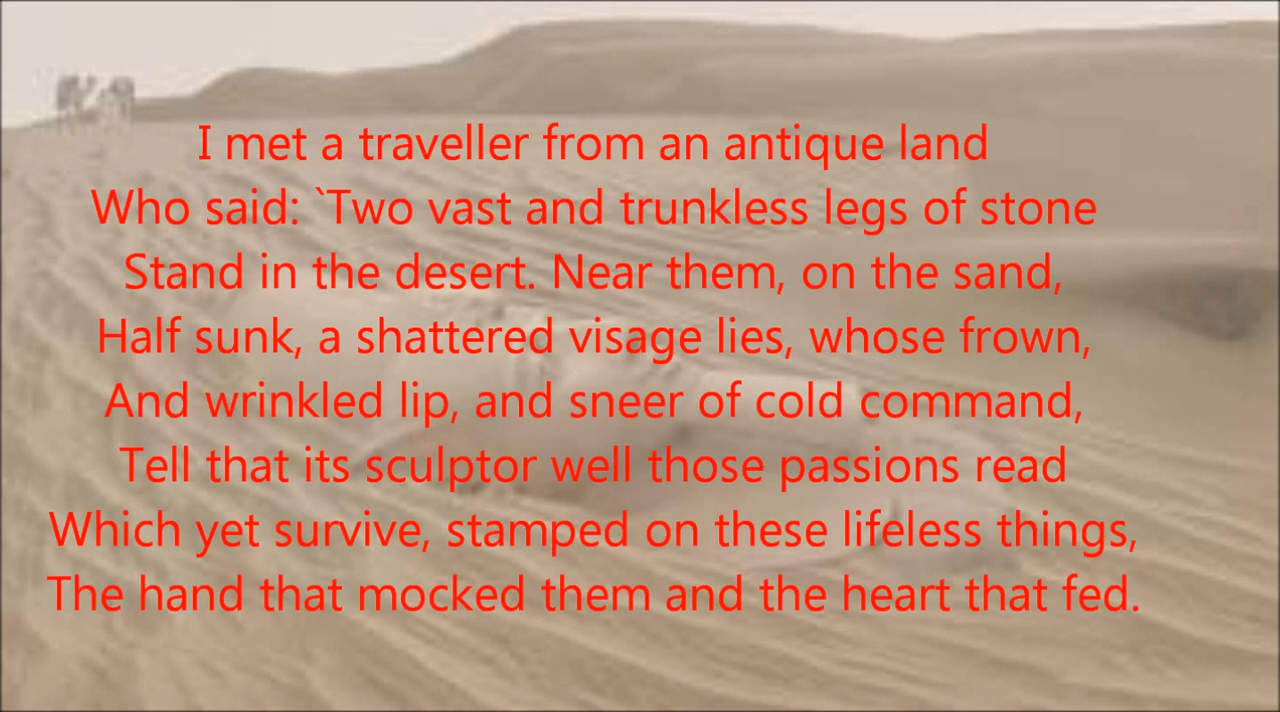 I met a traveller from an antique land
Who said: `Two vast and trunkless legs of stone
Stand in the desert. Near them, on the sand,
Half sunk, a shattered visage lies, whose frown,
And wrinkled lip, and sneer of cold command,
Tell that its sculptor well those passions read
Which yet survive, stamped on these lifeless things,
The hand that mocked them and the heart that fed.